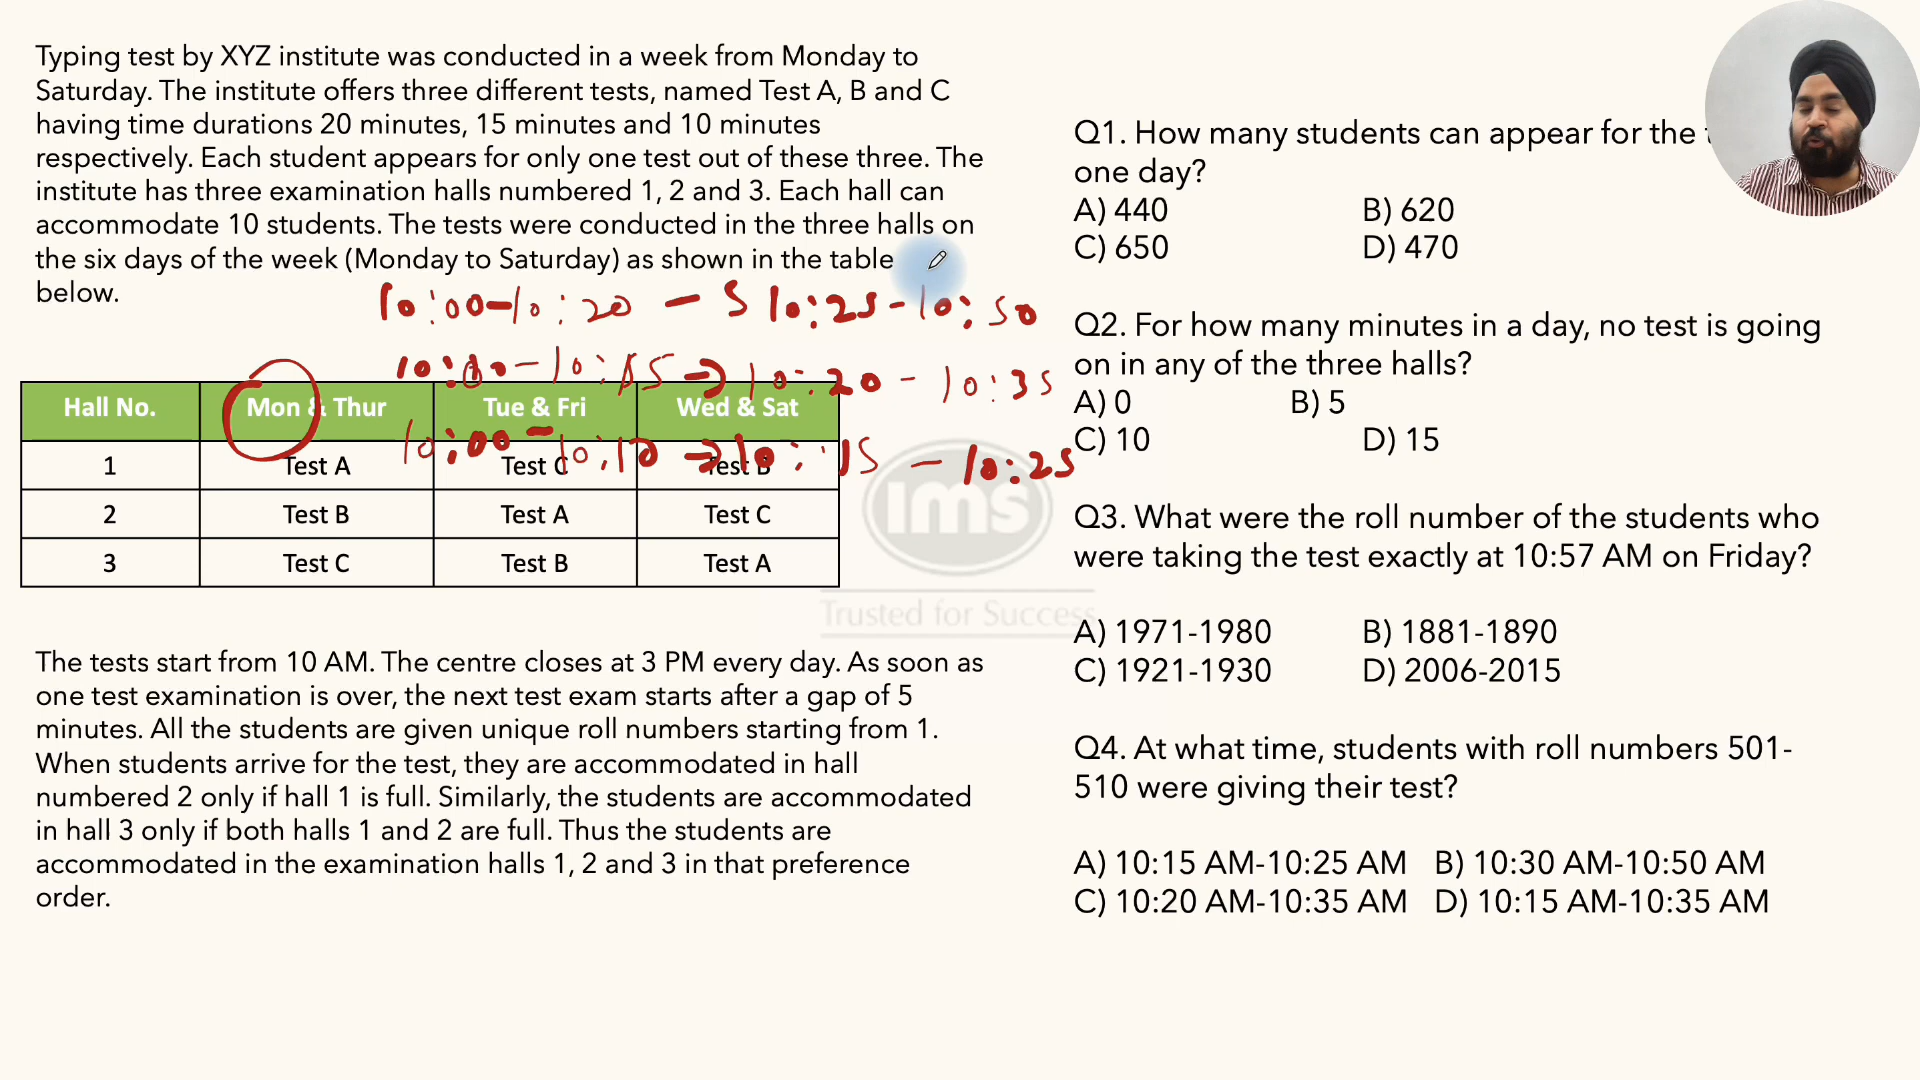 Typing test by XYZ institute was conducted in a week from Monday to
Saturday. The institute offers three different tests, named Test A, B and C
having time durations 20 minutes, 15 minutes and 10 minutes
respectively. Each student appears for only one test out of these three. The
institute has three examination halls numbered 1, 2 and 3. Each hall can
accommodate 10 students. The tests were conducted in the three halls on
the six days of the week (Monday to Saturday) as shown in the table
below.
10:00-10:20 - 5 10:25-10:50
10:00-10:15 → 10:20 - 10:35
10:00-10:10 → 10:15 - 10:25
Hall No. Mon & Thur Tue & Fri Wed & Sat
1 Test A Test C Test B
2 Test B Test A Test C
3 Test C Test B Test A
ims
Trusted for Success
The tests start from 10 AM. The centre closes at 3 PM every day. As soon as
one test examination is over, the next test exam starts after a gap of 5
minutes. All the students are given unique roll numbers starting from 1.
When students arrive for the test, they are accommodated in hall
numbered 2 only if hall 1 is full. Similarly, the students are accommodated
in hall 3 only if both halls 1 and 2 are full. Thus the students are
accommodated in the examination halls 1, 2 and 3 in that preference
order.
Q1. How many students can appear for the
one day?
A) 440 B) 620
C) 650 D) 470
Q2. For how many minutes in a day, no test is going
on in any of the three halls?
A) 0 B) 5
C) 10 D) 15
Q3. What were the roll number of the students who
were taking the test exactly at 10:57 AM on Friday?
A) 1971-1980 B) 1881-1890
C) 1921-1930 D) 2006-2015
Q4. At what time, students with roll numbers 501-
510 were giving their test?
A) 10:15 AM-10:25 AM B) 10:30 AM-10:50 AM
C) 10:20 AM-10:35 AM D) 10:15 AM-10:35 AM